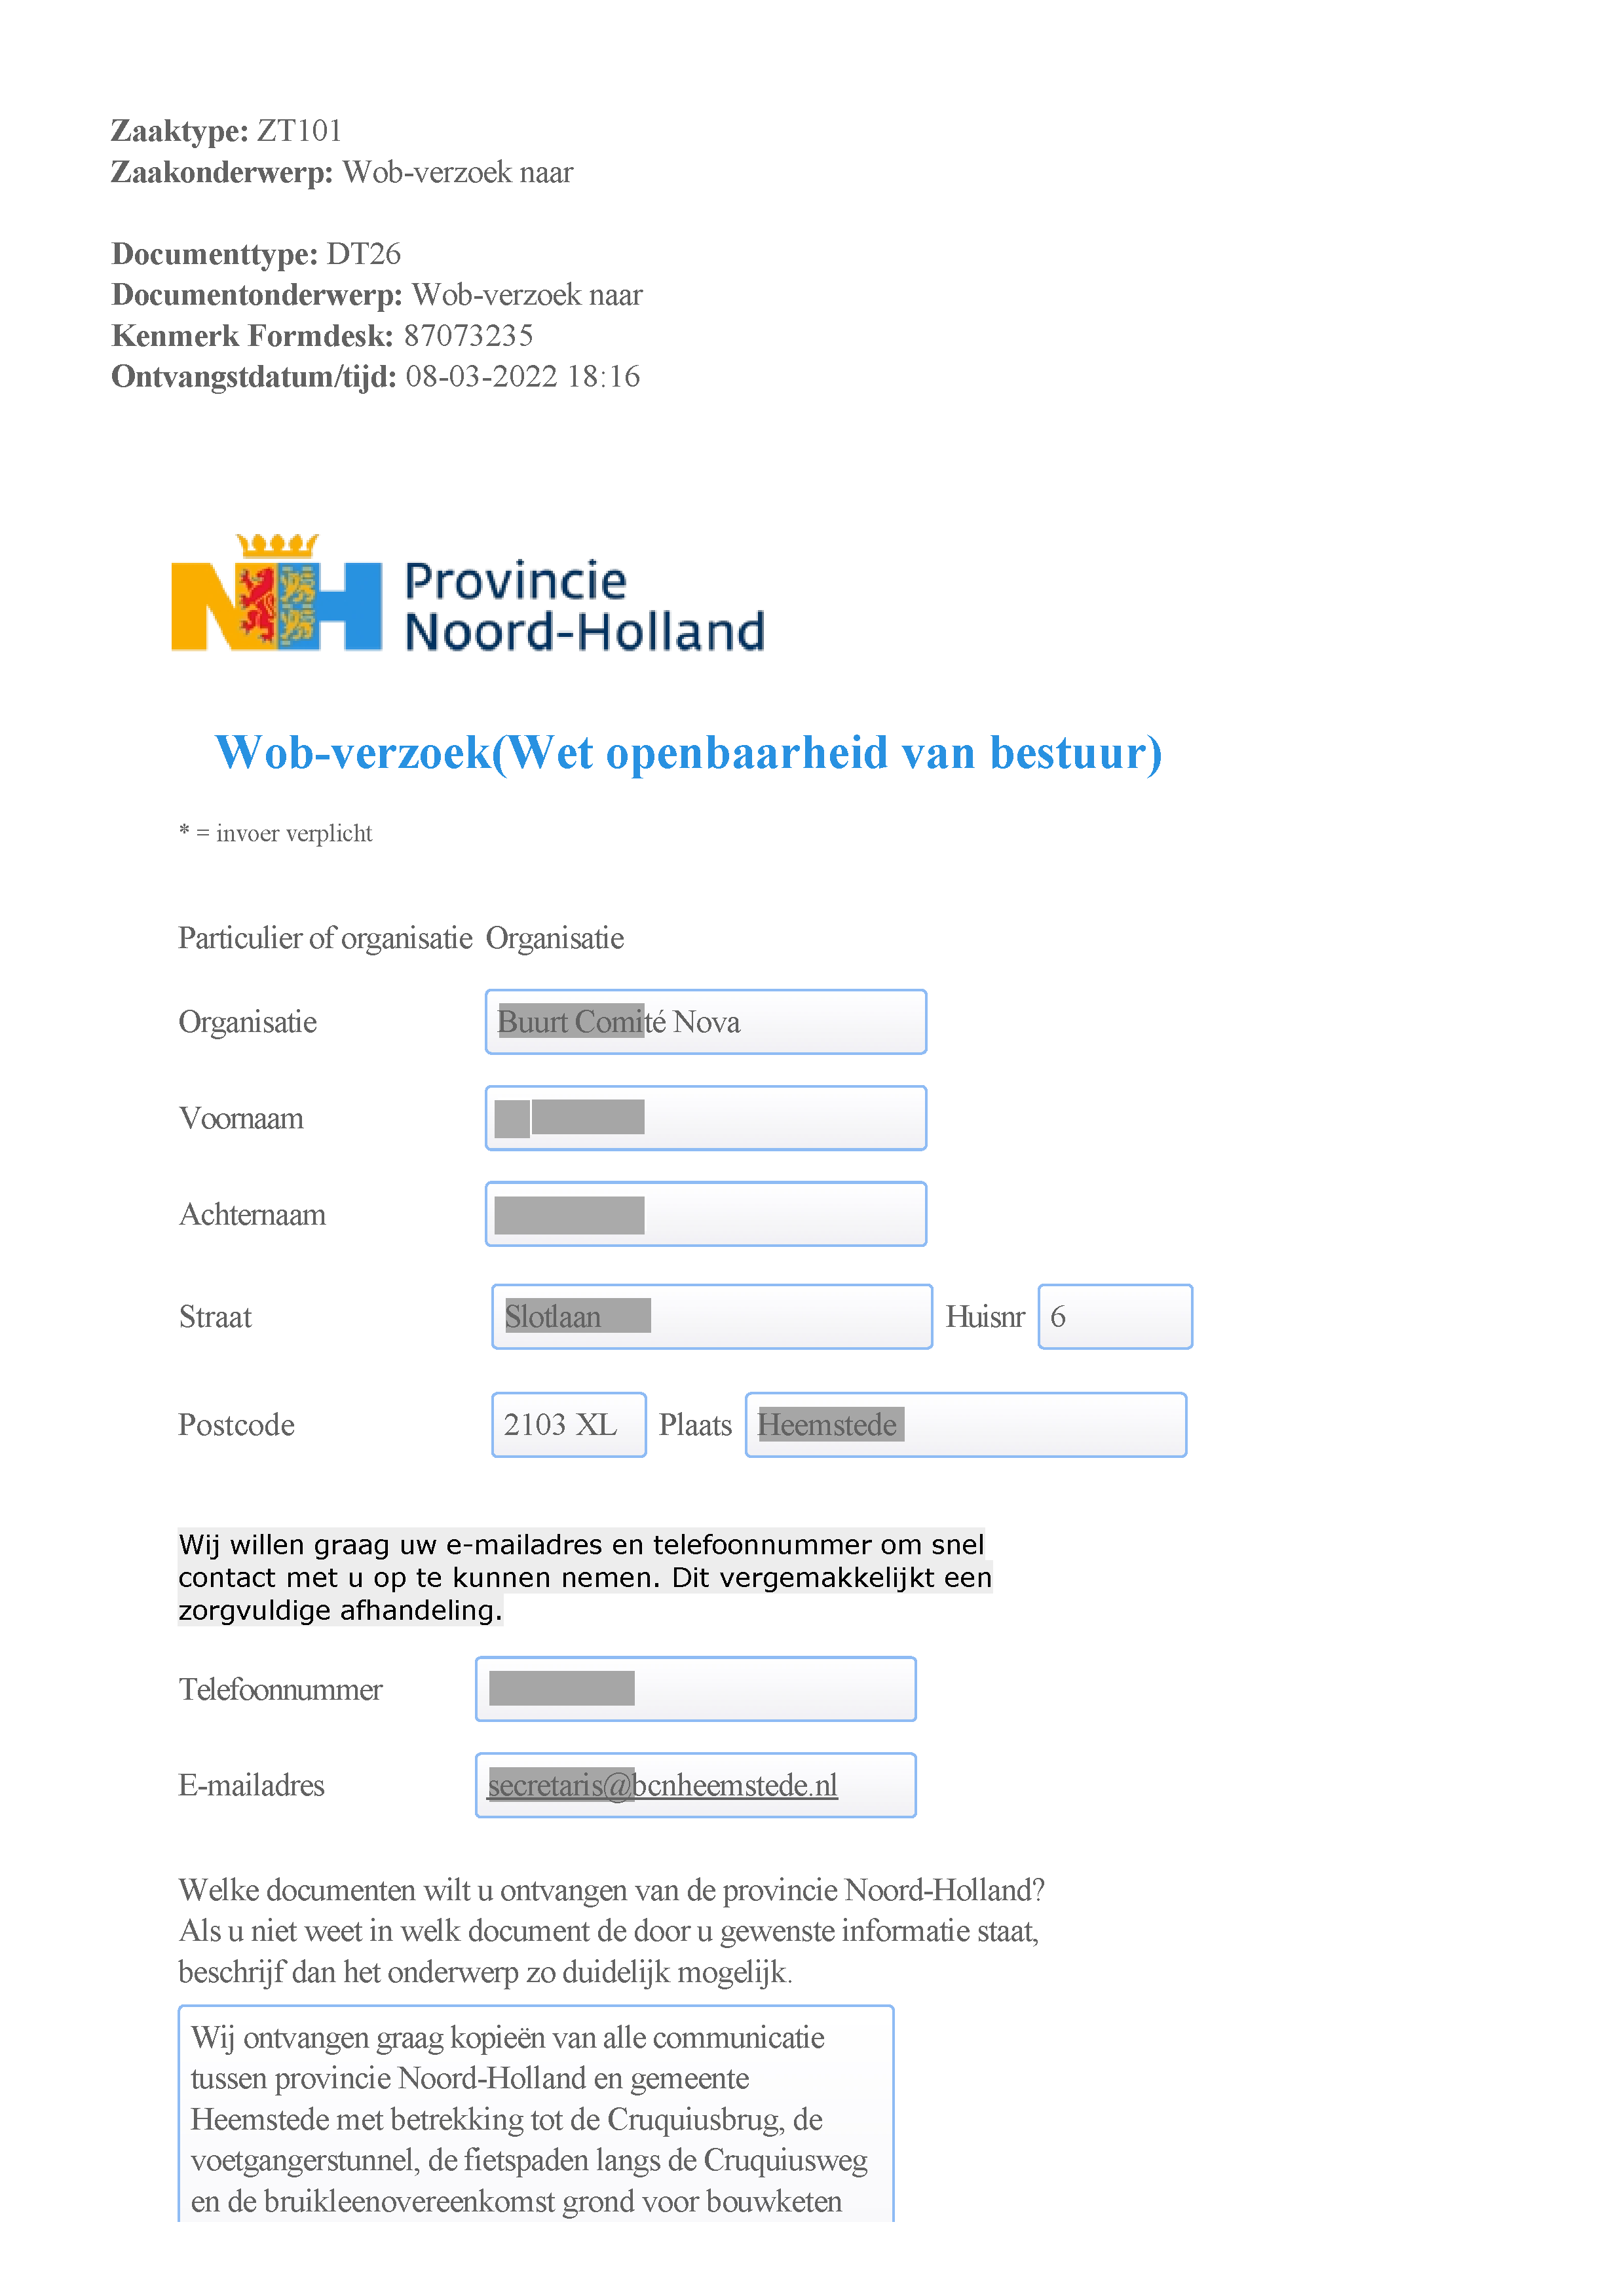 Zaaktype: ZT101
Zaakonderwerp: Wob-verzoek naar
Documenttype: DT26
Documentonderwerp: Wob-verzoek naar
Kenmerk Formdesk: 87073235
Ontvangstdatum/tijd: 08-03-2022 18:16
Provincie
Noord-Holland
Wob-verzoek(Wet openbaarheid van bestuur)
* = invoer verplicht
Particulier of organisatie Organisatie
Organisatie Buurt Comité Nova
Voornaam
Achternaam
Straat Slotlaan Huisnr 6
Postcode 2103 XL Plaats Heemstede
Wij willen graag uw e-mailadres en telefoonnummer om snel
contact met u op te kunnen nemen. Dit vergemakkelijkt een
zorgvuldige afhandeling.
Telefoonnummer
E-mailadres secretaris@bcnheemstede.nl
Welke documenten wilt u ontvangen van de provincie Noord-Holland?
Als u niet weet in welk document de door u gewenste informatie staat,
beschrijf dan het onderwerp zo duidelijk mogelijk.
Wij ontvangen graag kopieën van alle communicatie
tussen provincie Noord-Holland en gemeente
Heemstede met betrekking tot de Cruquiusbrug, de
voetgangerstunnel, de fietspaden langs de Cruquiusweg
en de bruikleenovereenkomst grond voor bouwketen